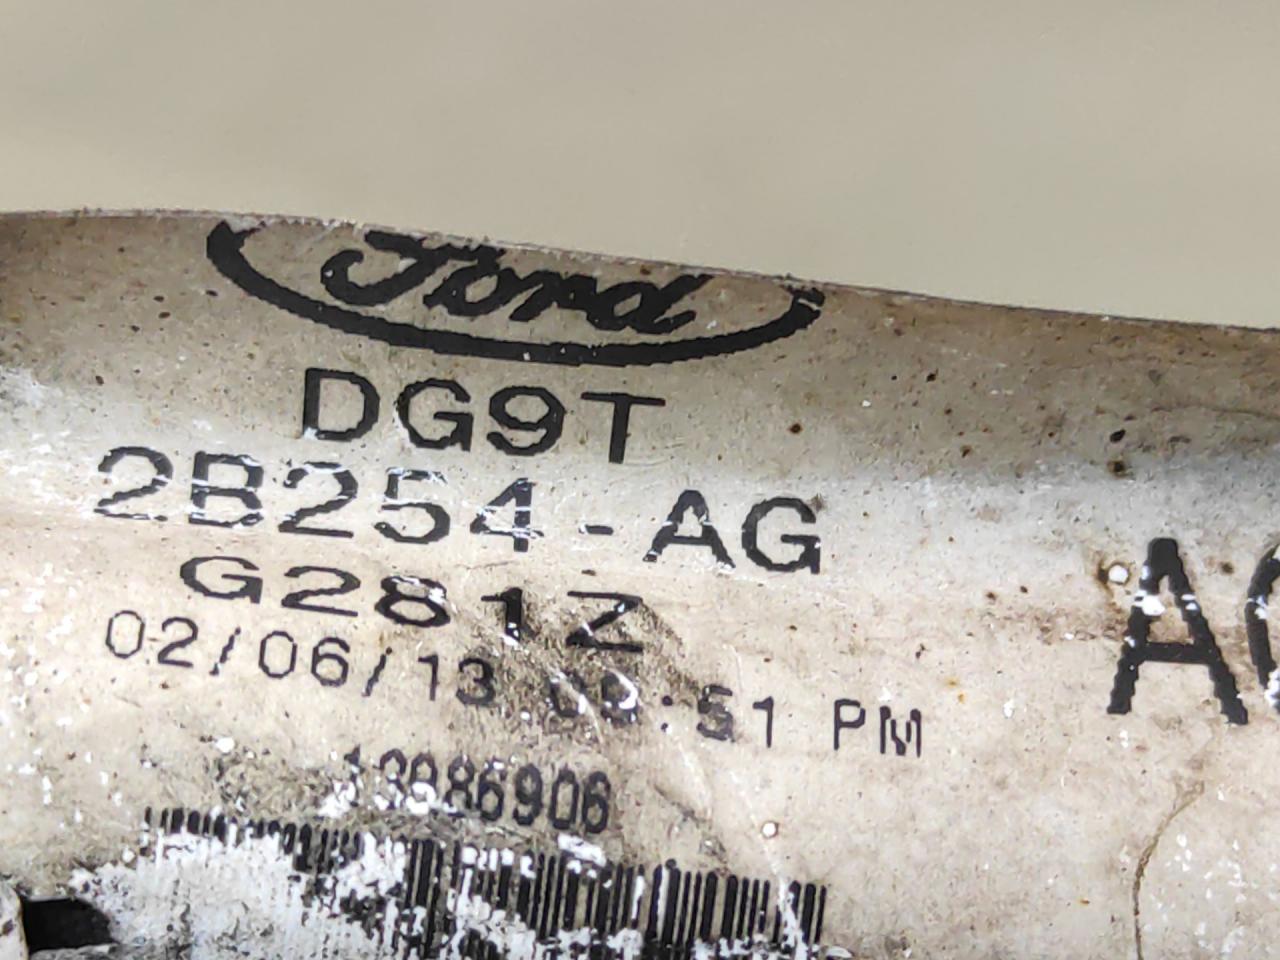 Ford
DG9T
2B254-AG
G281Z
02/06/13 :51 PM